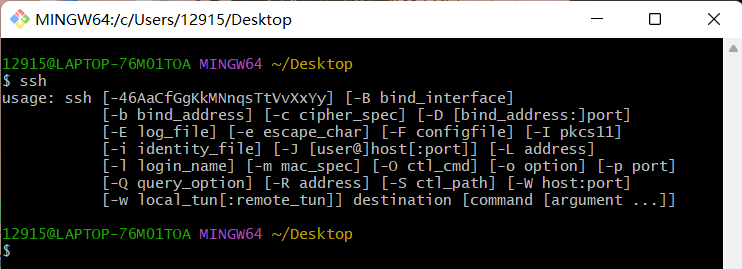 MINGW64:/c/Users/12915/Desktop
12915@LAPTOP-76M01TOA MINGW64 ~/Desktop
$ ssh
usage: ssh [-46AaCfGgKkMNnqsTtVvXxYy] [-B bind_interface]
           [-b bind_address] [-c cipher_spec] [-D [bind_address:]port]
           [-E log_file] [-e escape_char] [-F configfile] [-I pkcs11]
           [-i identity_file] [-J [user@]host[:port]] [-L address]
           [-l login_name] [-m mac_spec] [-O ctl_cmd] [-o option] [-p port]
           [-Q query_option] [-R address] [-S ctl_path] [-W host:port]
           [-w local_tun[:remote_tun]] destination [command [argument ...]]
12915@LAPTOP-76M01TOA MINGW64 ~/Desktop
$